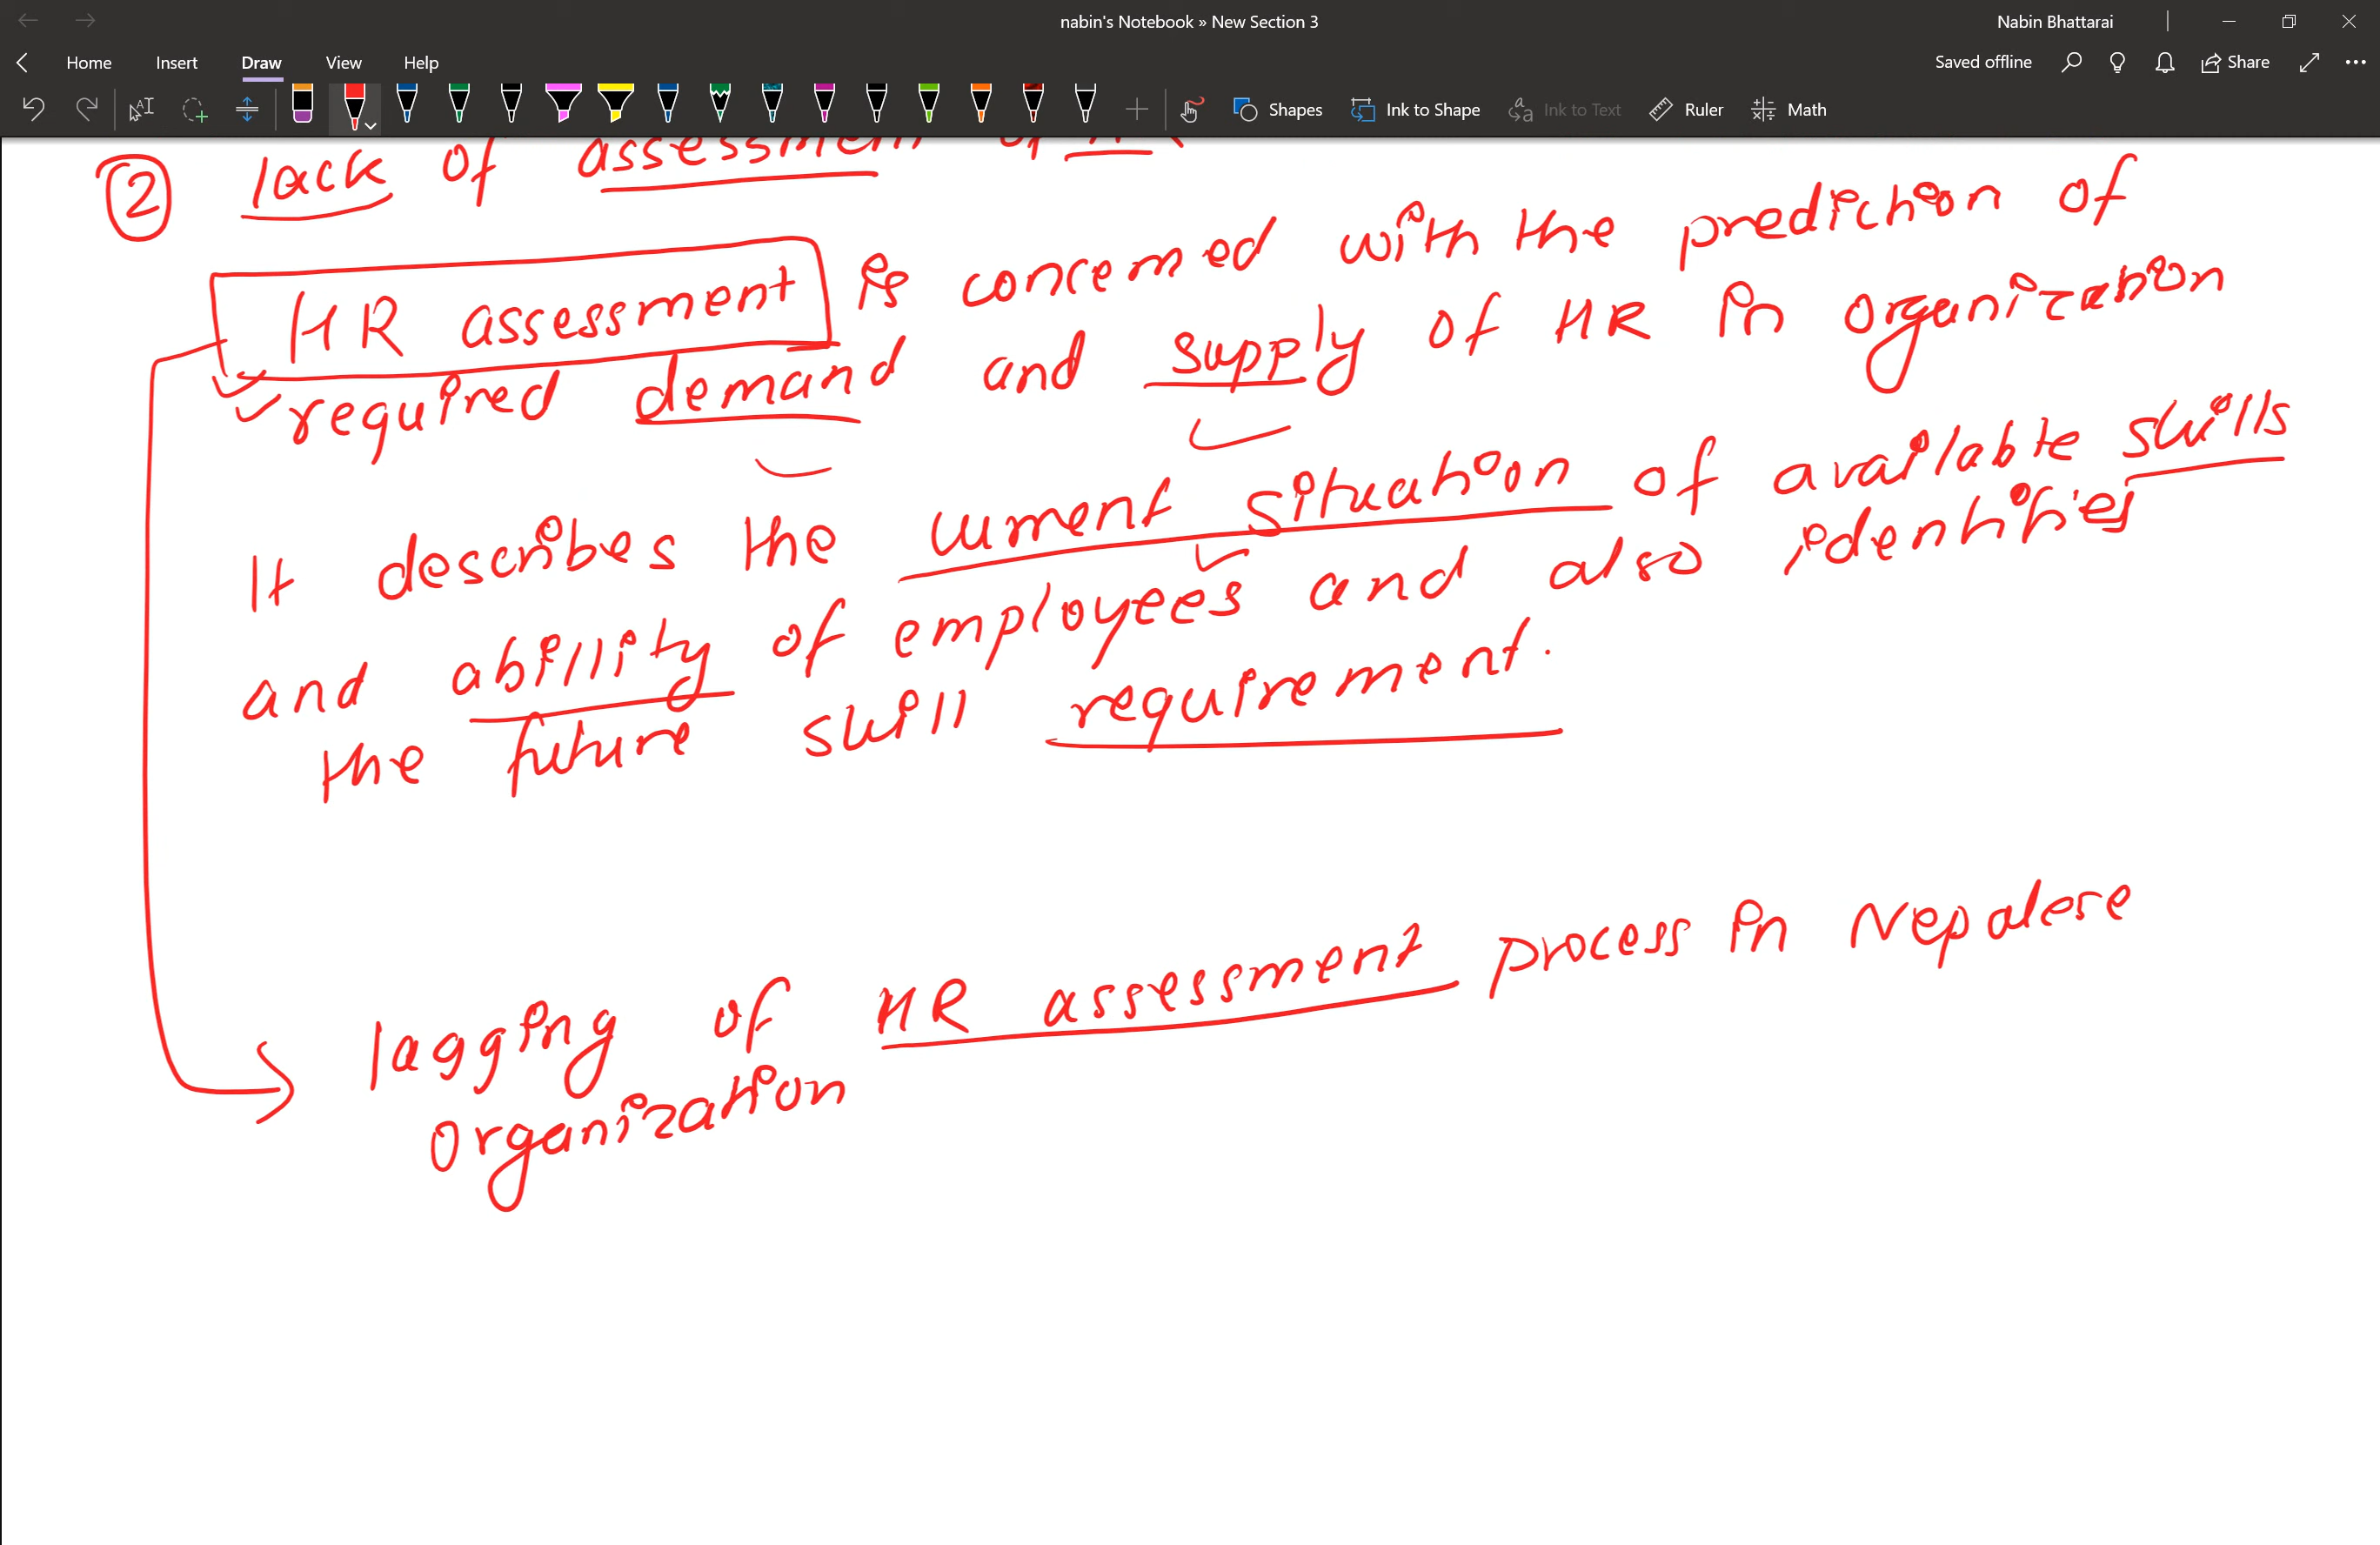 nabin's Notebook » New Section 3
Nabin Bhattarai
Home Insert Draw View Help
Saved offline Share
Shapes Ink to Shape Ink to Text Ruler Math
2 lack of assessment of
HR assessment is concerned with the prediction of
required demand and supply of HR in organization
It describes the current situation of available skills
and abillity of employees and also identifies
the future skill requirement.
lagging of HR assessment process in Nepalese
organization